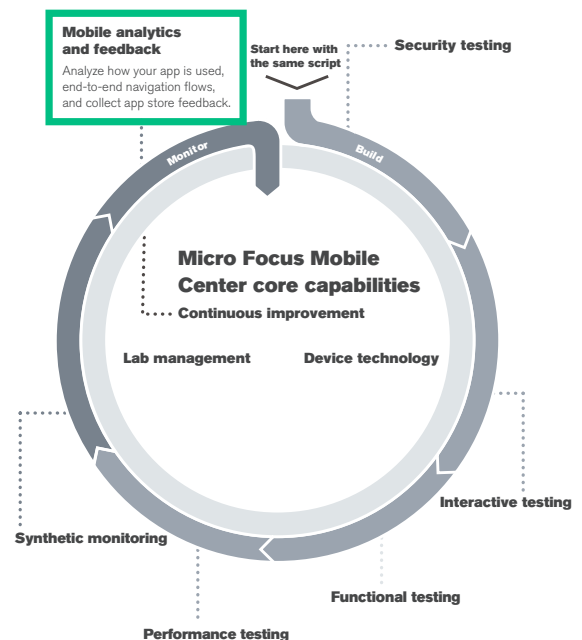 Mobile analytics
and feedback
Analyze how your app is used,
end-to-end navigation flows,
and collect app store feedback.
Start here with
the same script
Security testing
Monitor
Build
Micro Focus Mobile
Center core capabilities
Continuous improvement
Lab management
Device technology
Interactive testing
Synthetic monitoring
Functional testing
Performance testing